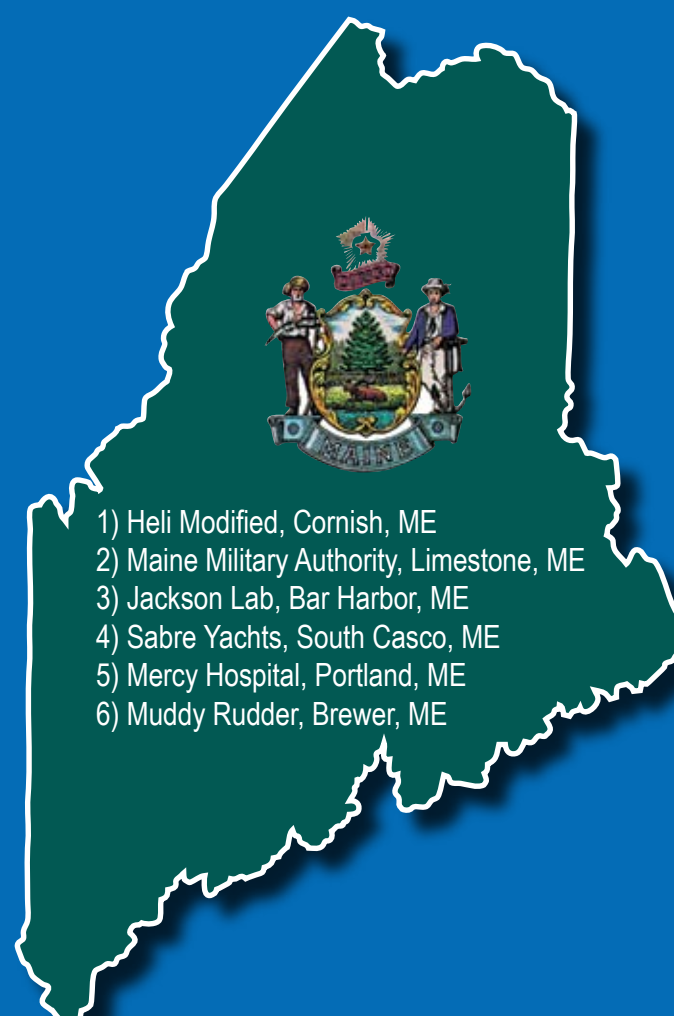 DIRIGO
MAINE
1) Heli Modified, Cornish, ME
2) Maine Military Authority, Limestone, ME
3) Jackson Lab, Bar Harbor, ME
4) Sabre Yachts, South Casco, ME
5) Mercy Hospital, Portland, ME
6) Muddy Rudder, Brewer, ME